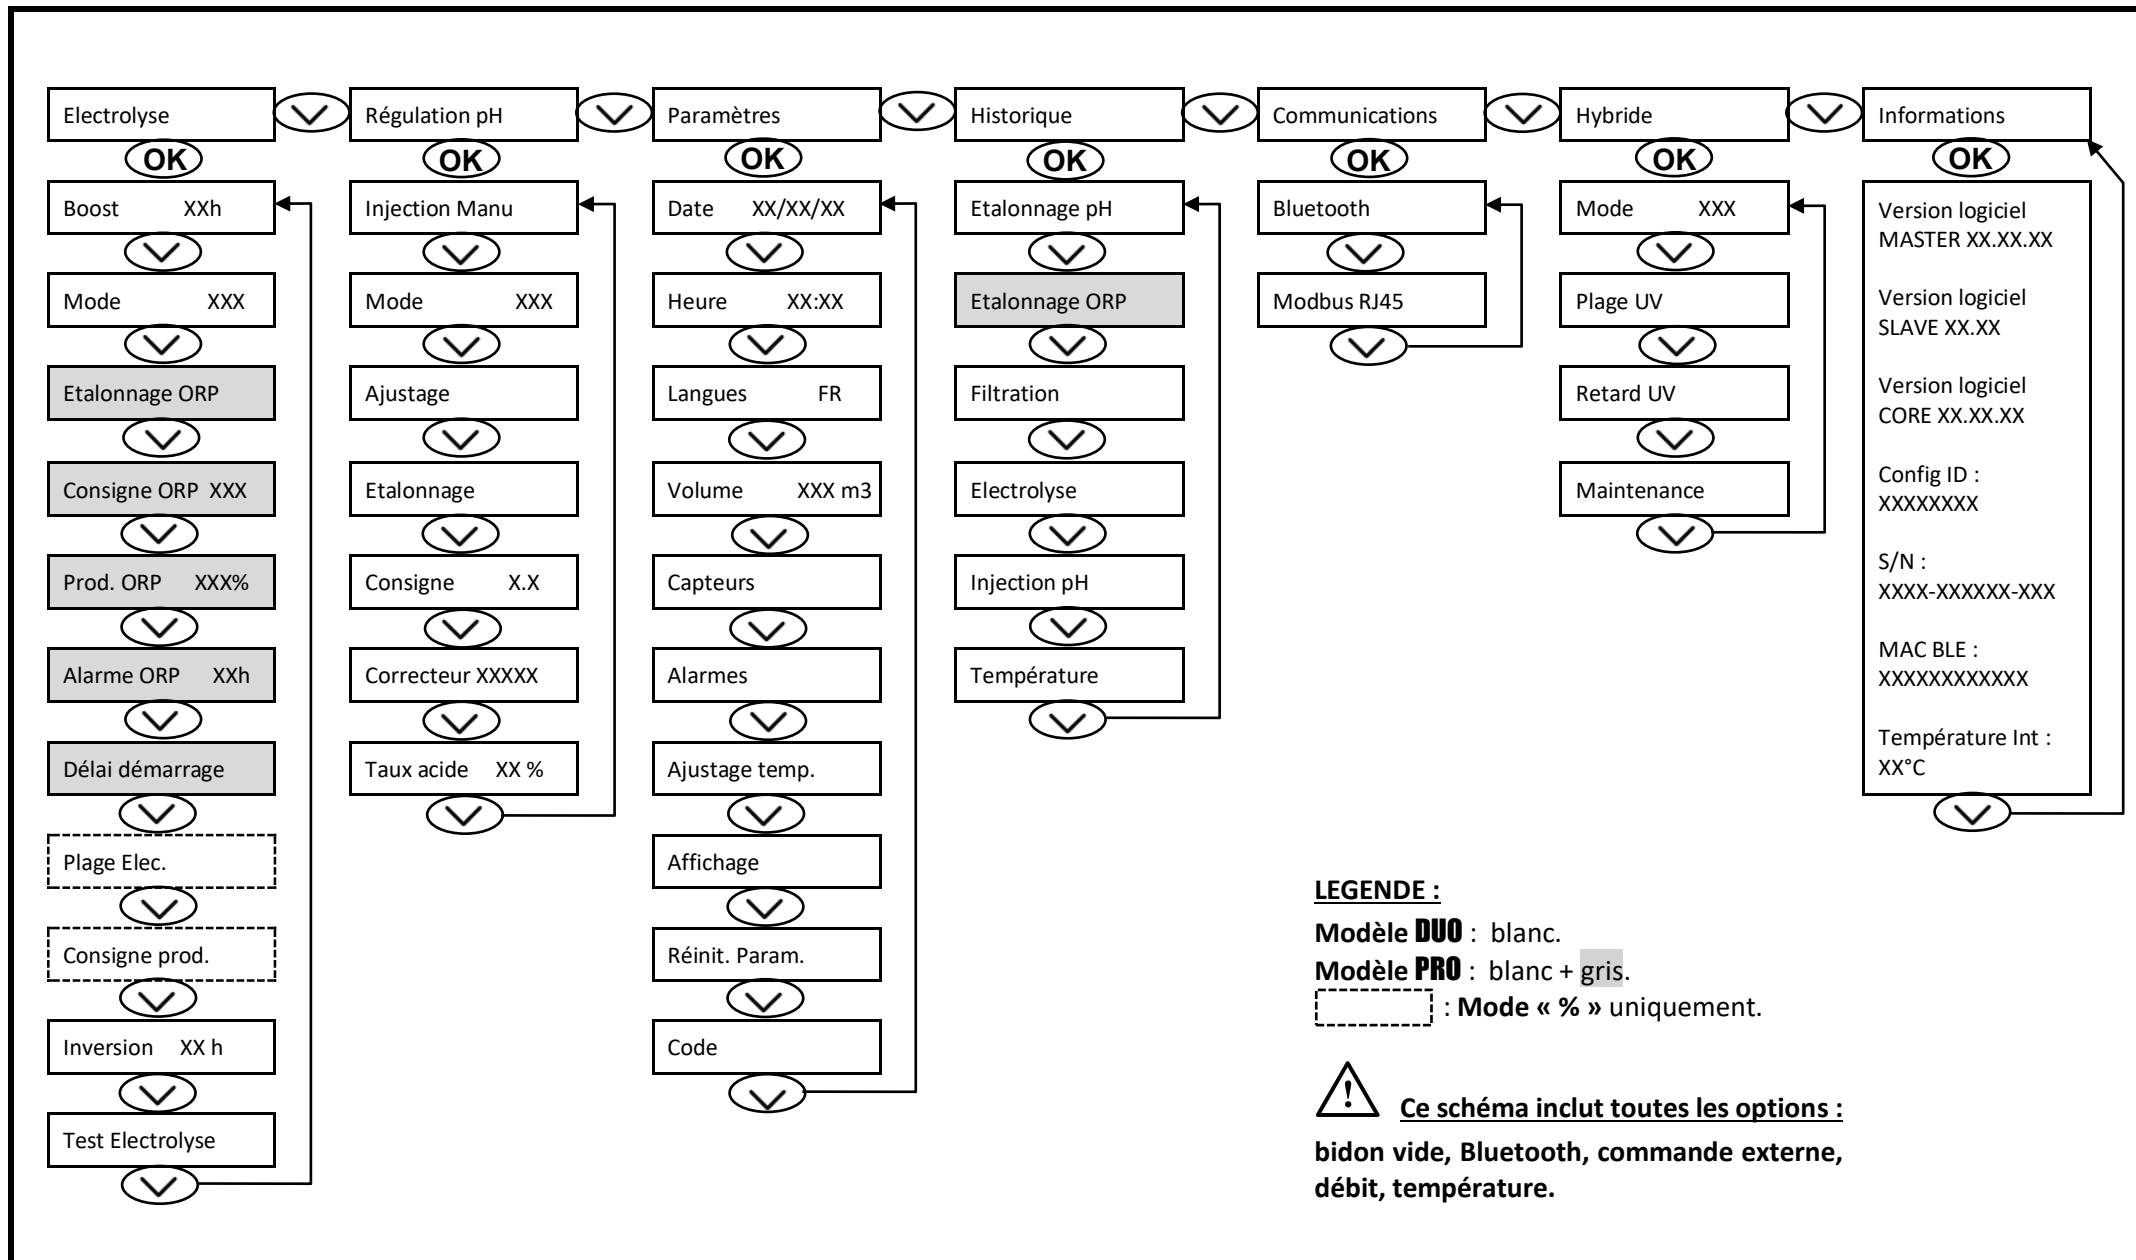 Electrolyse
OK
Boost XXh
Mode XXX
Etalonnage ORP
Consigne ORP XXX
Prod. ORP XXX%
Alarme ORP XXh
Délai démarrage
Plage Elec.
Consigne prod.
Inversion XX h
Test Electrolyse
Régulation pH
OK
Injection Manu
Mode XXX
Ajustage
Etalonnage
Consigne X.X
Correcteur XXXXX
Taux acide XX %
Paramètres
OK
Date XX/XX/XX
Heure XX:XX
Langues FR
Volume XXX m3
Capteurs
Alarmes
Ajustage temp.
Affichage
Réinit. Param.
Code
Historique
OK
Etalonnage pH
Etalonnage ORP
Filtration
Electrolyse
Injection pH
Température
Communications
OK
Bluetooth
Modbus RJ45
Hybride
OK
Mode XXX
Plage UV
Retard UV
Maintenance
Informations
OK
Version logiciel
MASTER XX.XX.XX
Version logiciel
SLAVE XX.XX
Version logiciel
CORE XX.XX.XX
Config ID :
XXXXXXXX
S/N :
XXXX-XXXXXX-XXX
MAC BLE :
XXXXXXXXXXXX
Température Int :
XX°C
LEGENDE :
Modèle DUO : blanc.
Modèle PRO : blanc + gris.
: Mode « % » uniquement.
! Ce schéma inclut toutes les options :
bidon vide, Bluetooth, commande externe,
débit, température.